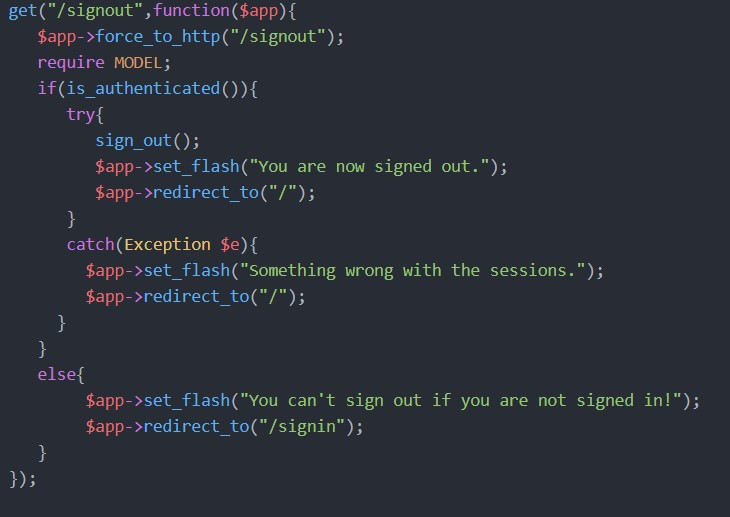 get("/signout",function($app){
$app->force_to_http("/signout");
require MODEL;
if(is_authenticated()){
try{
sign_out();
$app->set_flash("You are now signed out.");
$app->redirect_to("/");
}
catch(Exception $e){
$app->set_flash("Something wrong with the sessions.");
$app->redirect_to("/");
}
}
else{
$app->set_flash("You can't sign out if you are not signed in!");
$app->redirect_to("/signin");
}
});